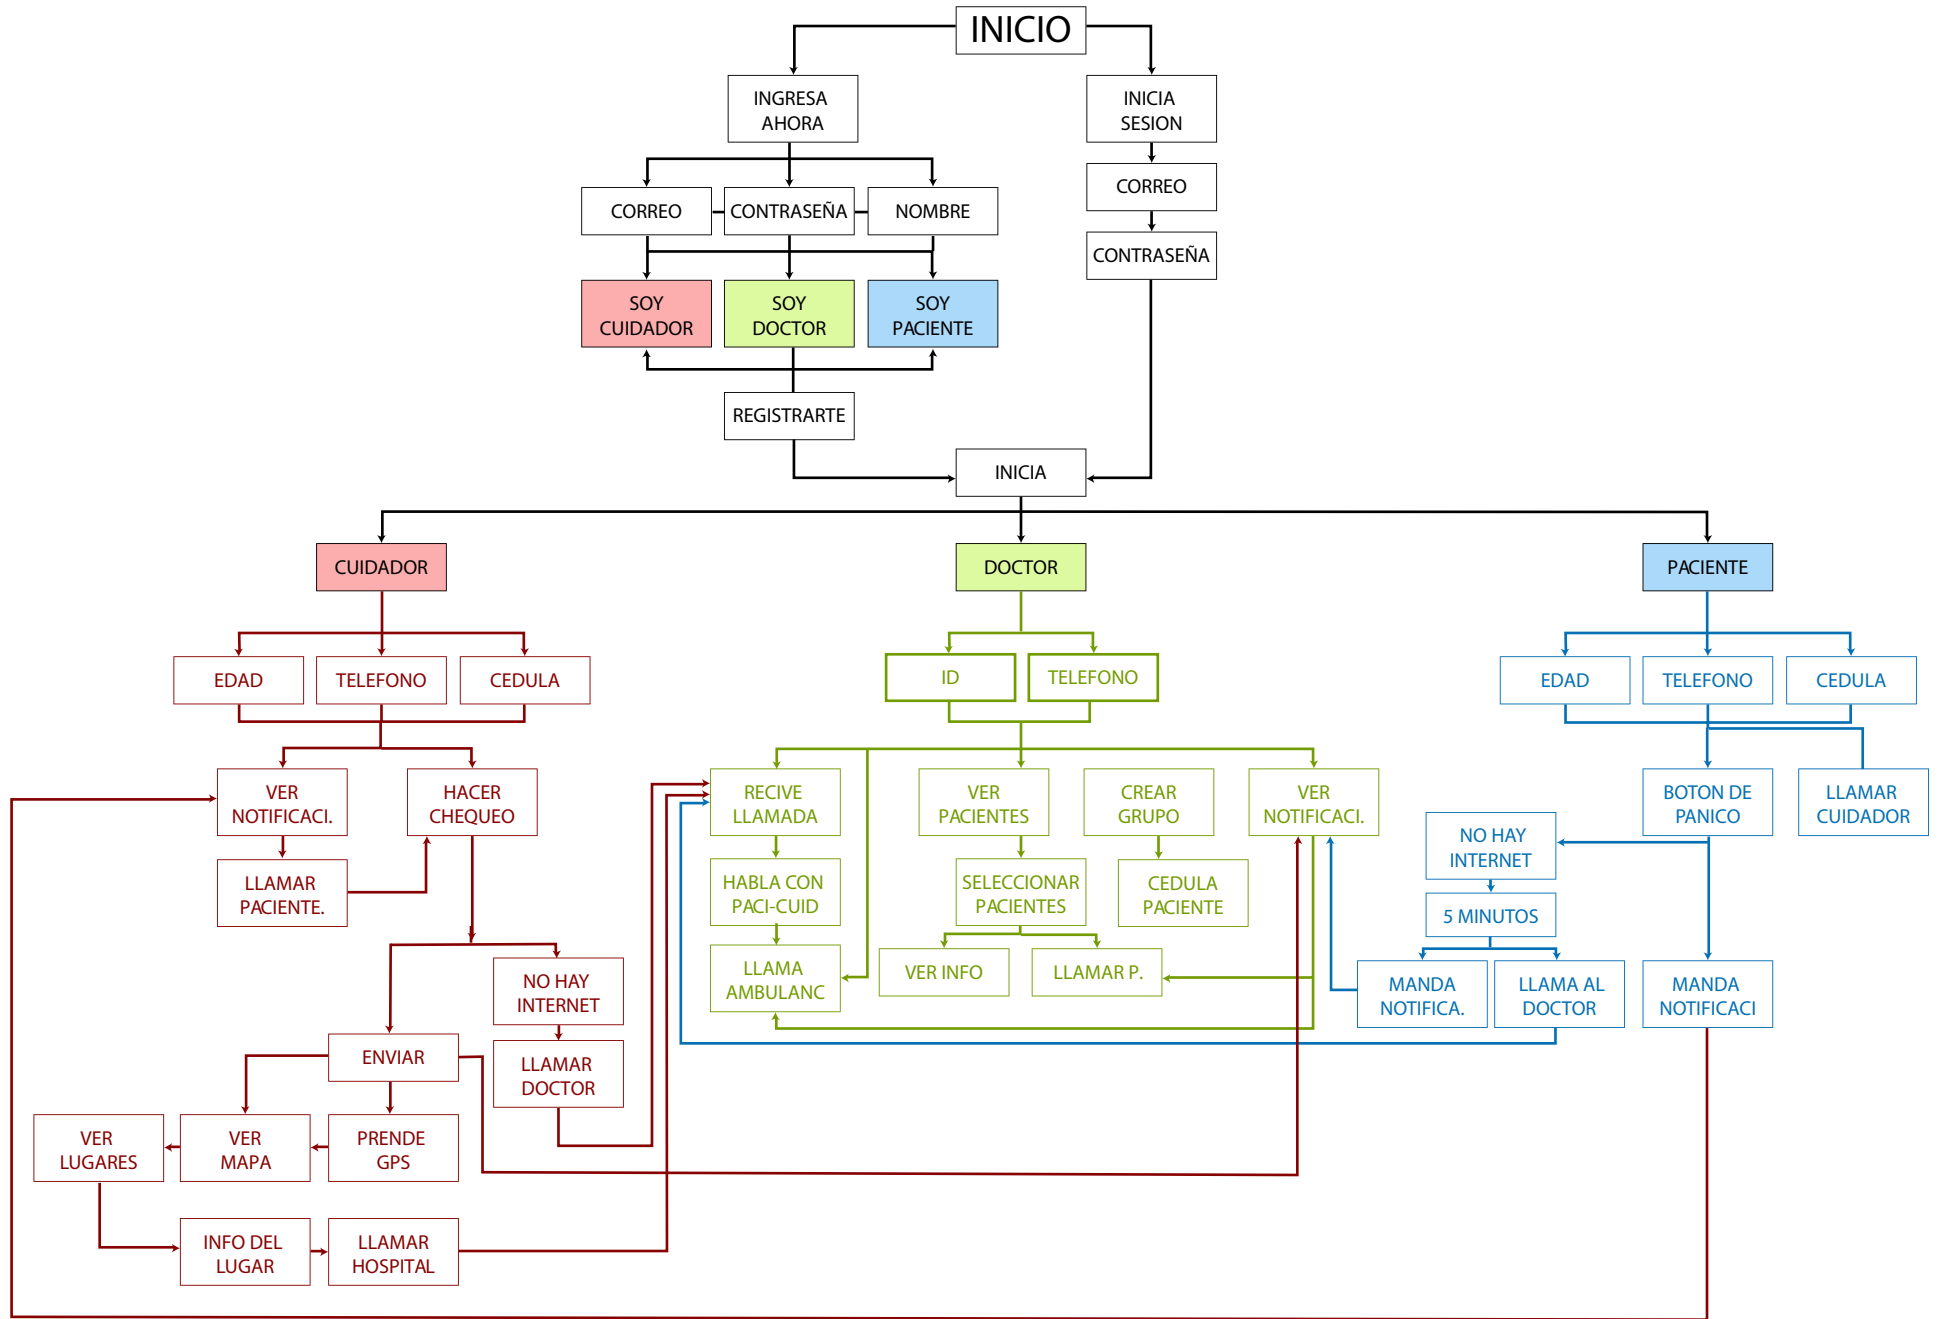 INICIO
INGRESA
AHORA
INICIA
SESION
CORREO
CONTRASEÑA
NOMBRE
CORREO
CONTRASEÑA
SOY
CUIDADOR
SOY
DOCTOR
SOY
PACIENTE
REGISTRARTE
INICIA
CUIDADOR
DOCTOR
PACIENTE
EDAD
TELEFONO
CEDULA
ID
TELEFONO
EDAD
TELEFONO
CEDULA
VER
NOTIFICACI.
HACER
CHEQUEO
LLAMAR
PACIENTE.
NO HAY
INTERNET
LLAMAR
DOCTOR
ENVIAR
VER
LUGARES
VER
MAPA
PRENDE
GPS
INFO DEL
LUGAR
LLAMAR
HOSPITAL
RECIVE
LLAMADA
VER
PACIENTES
CREAR
GRUPO
VER
NOTIFICACI.
HABLA CON
PACI-CUID
SELECCIONAR
PACIENTES
CEDULA
PACIENTE
LLAMA
AMBULANC
VER INFO
LLAMAR P.
BOTON DE
PANICO
LLAMAR
CUIDADOR
NO HAY
INTERNET
5 MINUTOS
MANDA
NOTIFICA.
LLAMA AL
DOCTOR
MANDA
NOTIFICACI